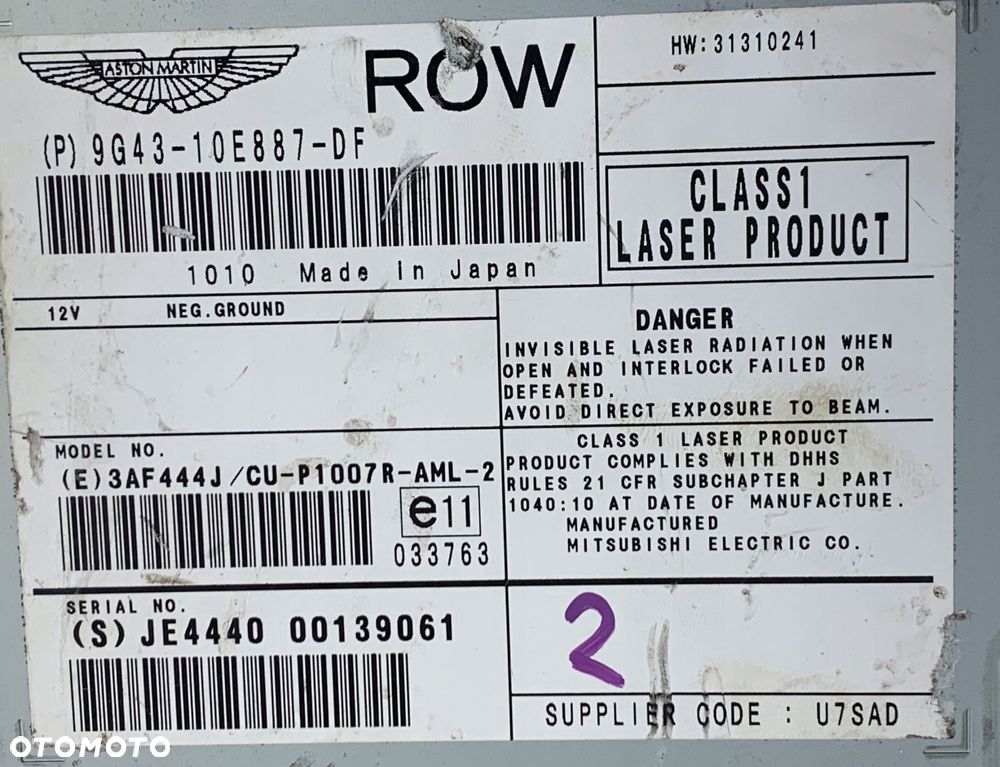 ASTON MARTIN
ROW
HW:31310241
(P) 9G43-10E887-DF
CLASS1
LASER PRODUCT
1010 Made in Japan
12V NEG.GROUND
DANGER
INVISIBLE LASER RADIATION WHEN
OPEN AND INTERLOCK FAILED OR
DEFEATED.
AVOID DIRECT EXPOSURE TO BEAM.
MODEL NO.
(E)3AF444J/CU-P1007R-AML-2
e11
033763
CLASS 1 LASER PRODUCT
PRODUCT COMPLIES WITH DHHS
RULES 21 CFR SUBCHAPTER J PART
1040:10 AT DATE OF MANUFACTURE.
MANUFACTURED
MITSUBISHI ELECTRIC CO.
SERIAL NO.
(S) JE4440 00139061
2
SUPPLIER CODE : U7SAD
OTOMOTO